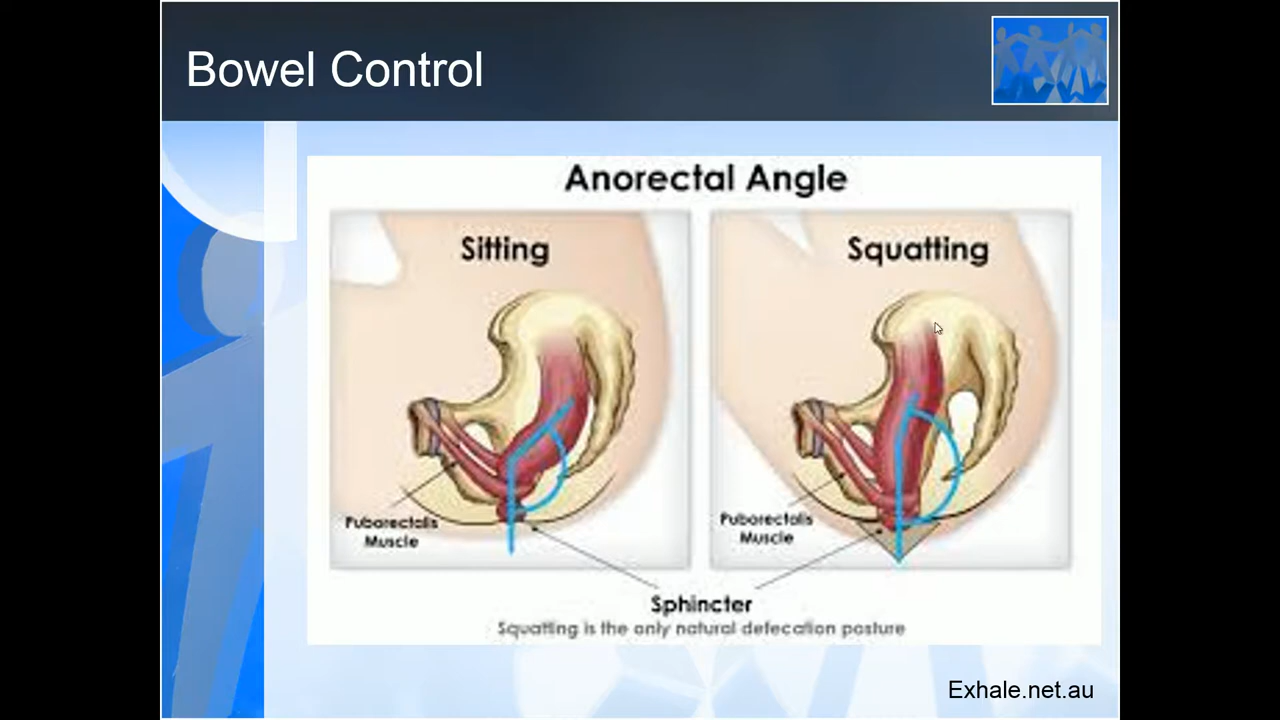 Bowel Control
Anorectal Angle
Sitting
Squatting
Puborectalis
Muscle
Puborectalis
Muscle
Sphincter
Squatting is the only natural defecation posture
Exhale.net.au